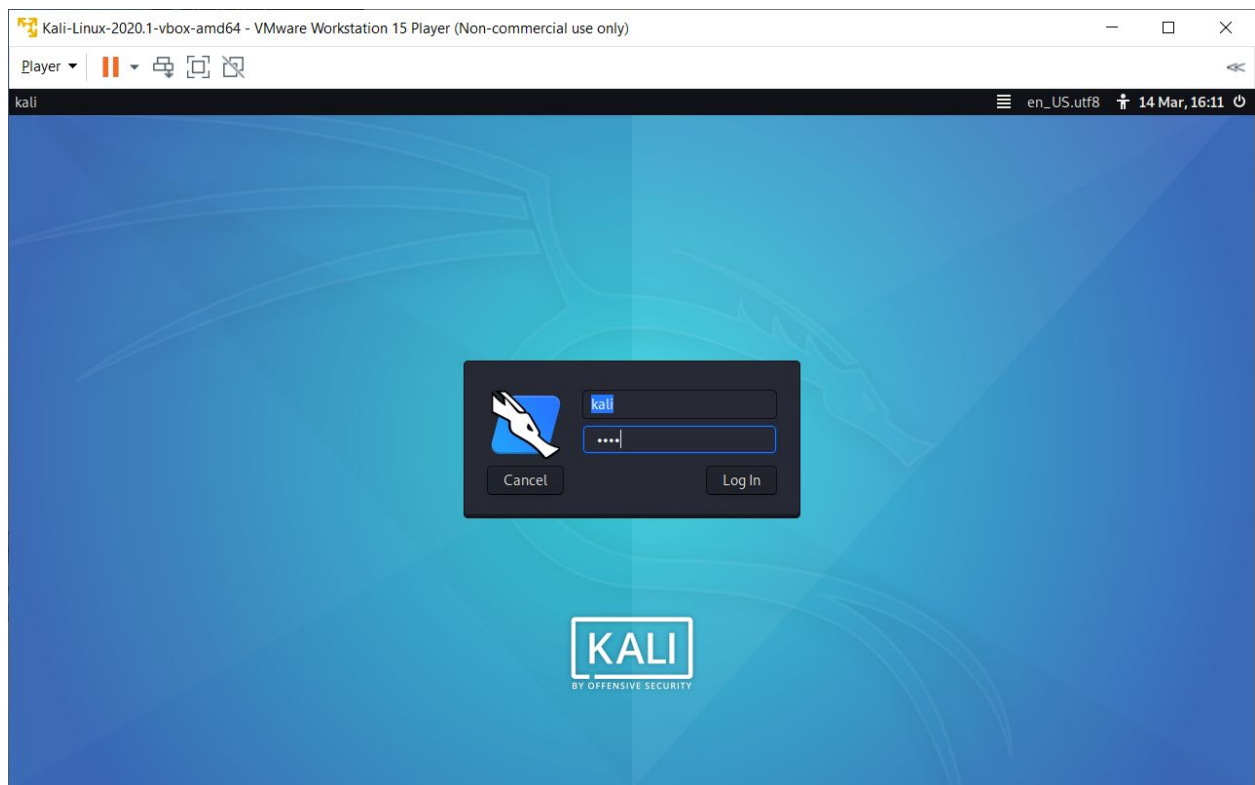 Kali-Linux-2020.1-vbox-amd64 - VMware Workstation 15 Player (Non-commercial use only)
Player
kali en_US.utf8 14 Mar, 16:11
kali
••••
Cancel Log In
KALI
BY OFFENSIVE SECURITY